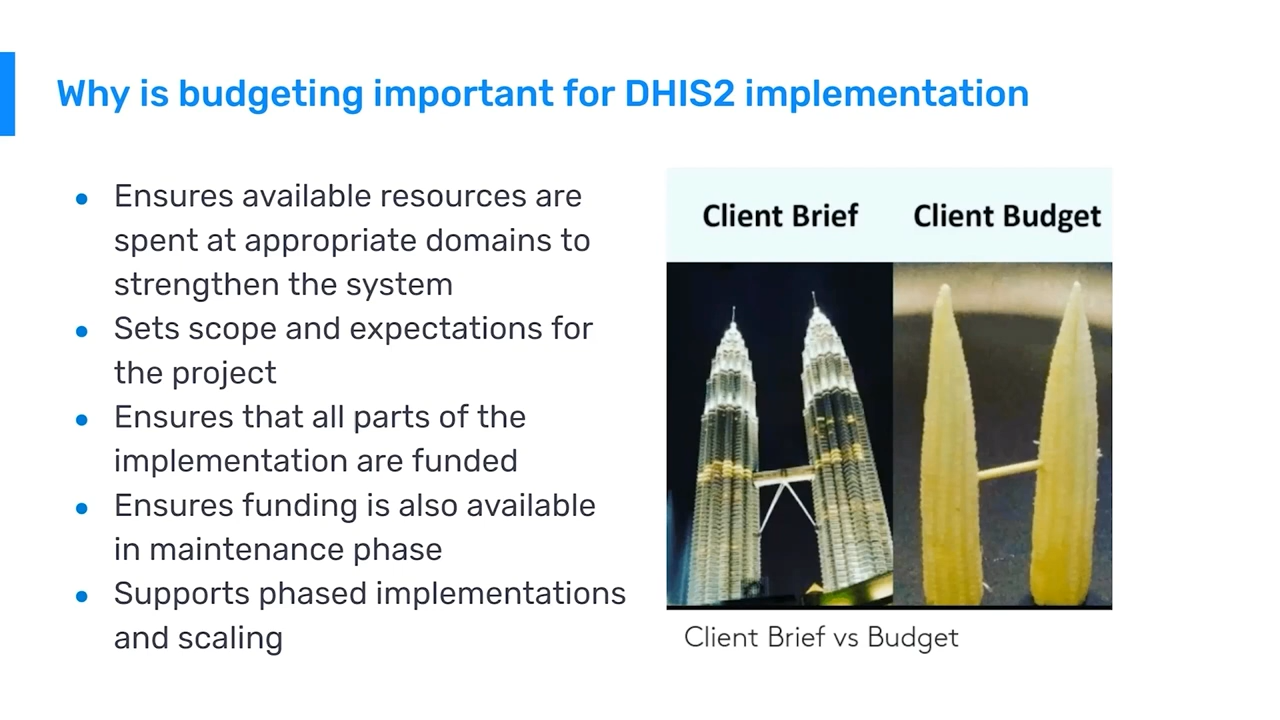 Why is budgeting important for DHIS2 implementation
Ensures available resources are
spent at appropriate domains to
strengthen the system
Sets scope and expectations for
the project
Ensures that all parts of the
implementation are funded
Ensures funding is also available
in maintenance phase
Supports phased implementations
and scaling
Client Brief
Client Budget
Client Brief vs Budget